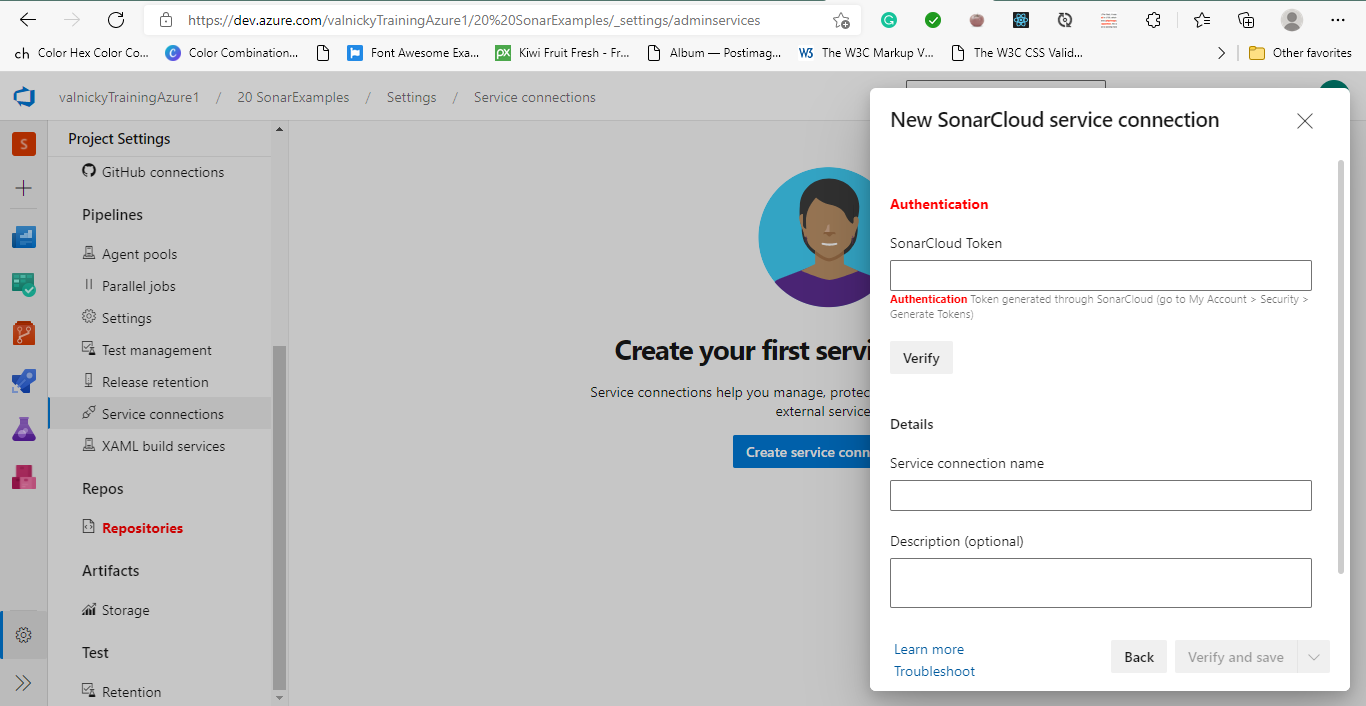 https://dev.azure.com/valnickyTrainingAzure1/20%20SonarExamples/_settings/adminservices
ch Color Hex Color Co...
C Color Combination...
Font Awesome Exa...
px Kiwi Fruit Fresh - Fr...
Album — Postimag...
W3 The W3C Markup V...
The W3C CSS Valid...
Other favorites
valnickyTrainingAzure1 / 20 SonarExamples / Settings / Service connections
S
Project Settings
GitHub connections
Pipelines
Agent pools
Parallel jobs
Settings
Test management
Release retention
Service connections
XAML build services
Repos
Repositories
Artifacts
Storage
Test
Retention
Create your first servi
Service connections help you manage, protec
external service
Create service conn
New SonarCloud service connection
Authentication
SonarCloud Token
Authentication Token generated through SonarCloud (go to My Account > Security >
Generate Tokens)
Verify
Details
Service connection name
Description (optional)
Learn more
Troubleshoot
Back
Verify and save